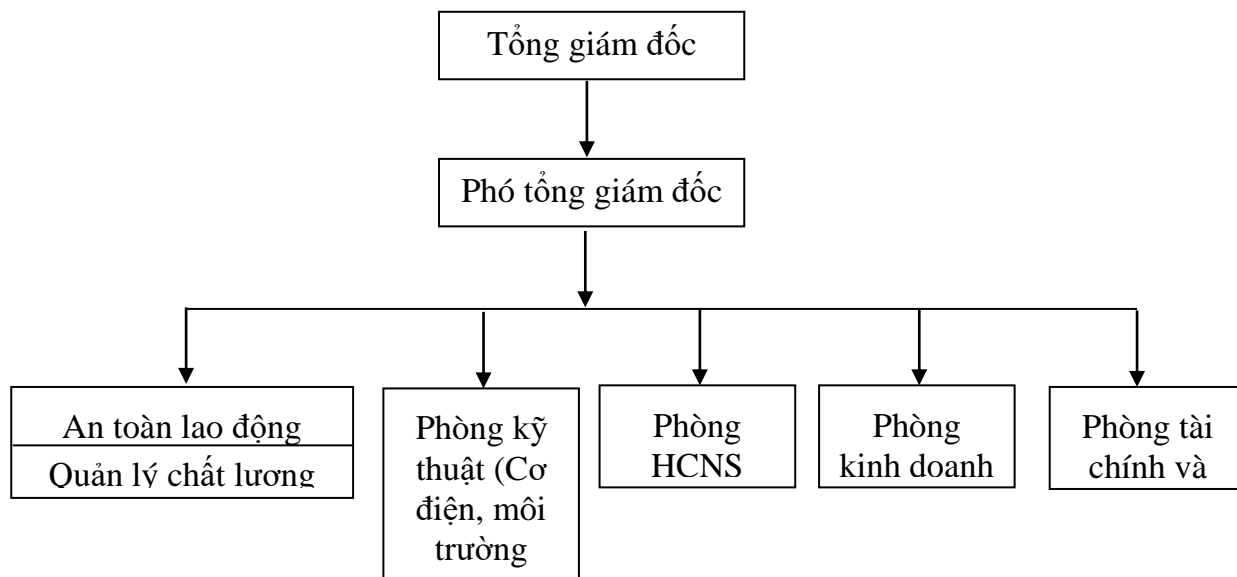 Tổng giám đốc
Phó tổng giám đốc
An toàn lao động
Quản lý chất lương
Phòng kỹ
thuật (Cơ
điện, môi
trường
Phòng
HCNS
Phòng
kinh doanh
Phòng tài
chính và